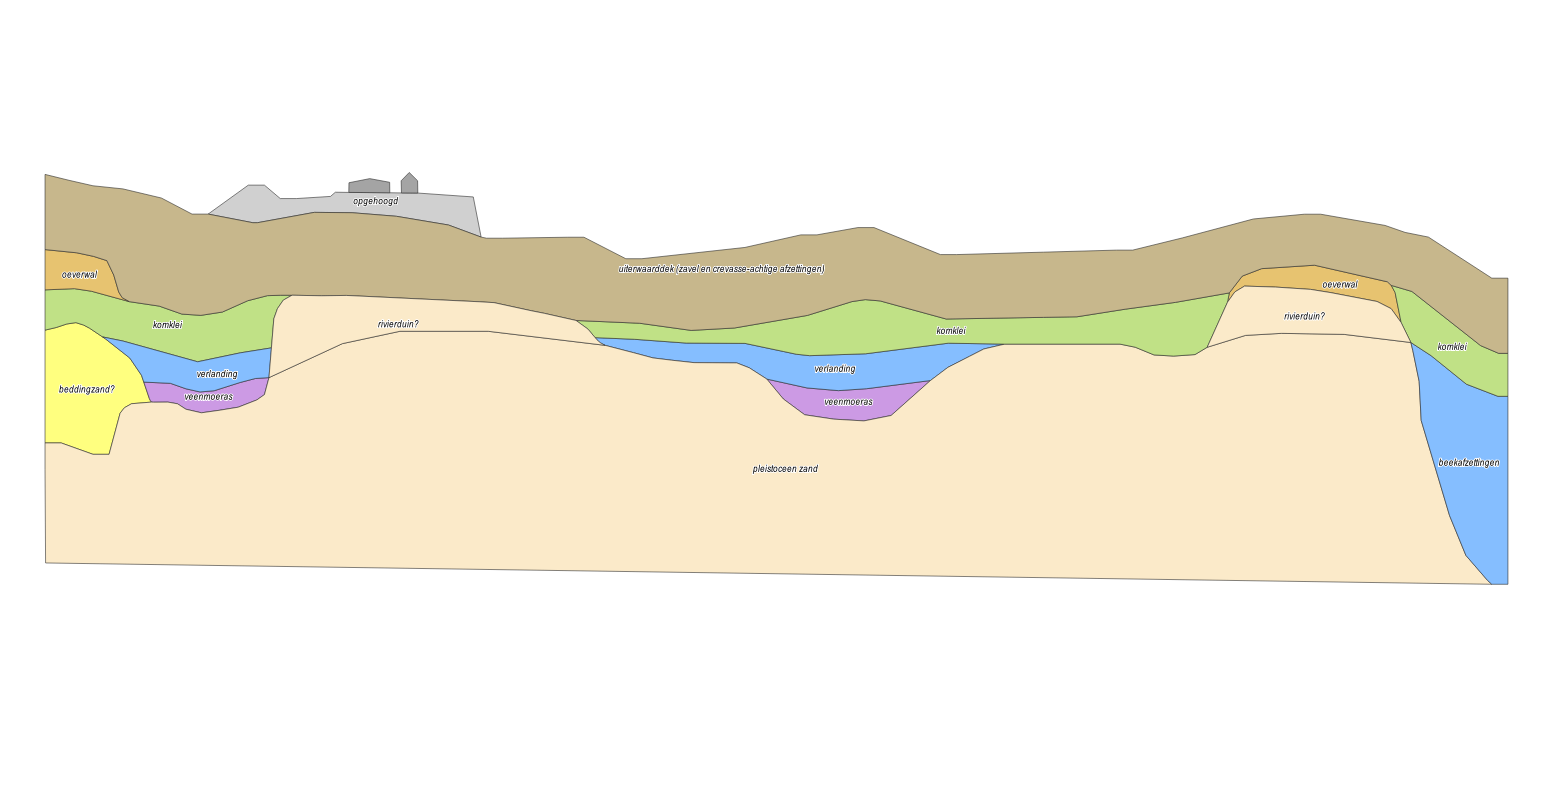 opgehoogd
uiterwaarddek (zavel en crevasse-achtige afzettingen)
oeverwal
oeverwal
rivierduin?
komklei
rivierduin?
komklei
komklei
verlanding
verlanding
beddingzand?
veenmoeras
veenmoeras
beekafzettingen
pleistoceen zand